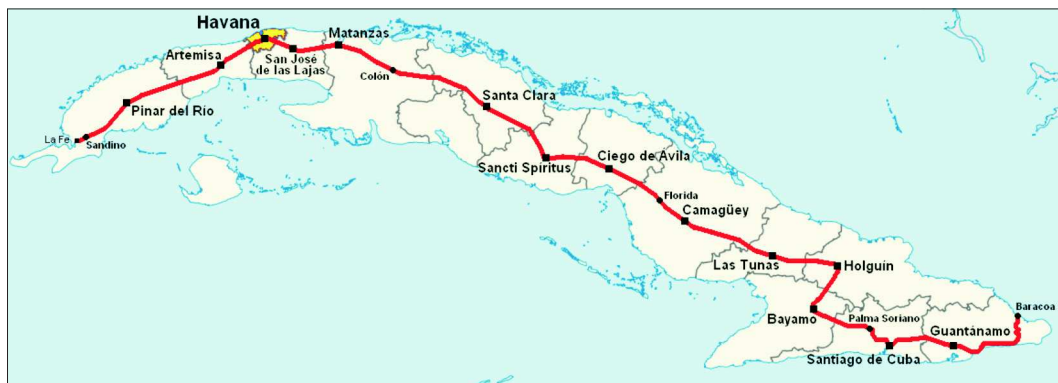 Havana
Matanzas
Artemisa
San José
de las Lajas
Colón
Pinar del Rio
Santa Clara
La Fe
Sandino
Sancti Spiritus
Ciego de Avila
Florida
Camagüey
Las Tunas
Holguín
Baracoa
Bayamo
Palma Soriano
Guantánamo
Santiago de Cuba